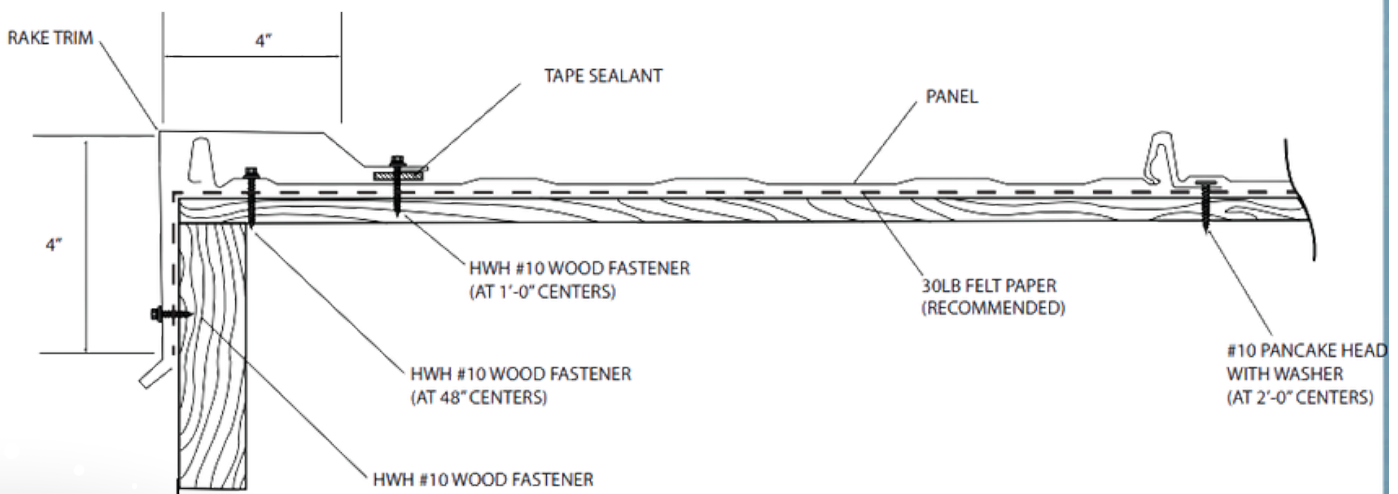 RAKE TRIM
4"
TAPE SEALANT
PANEL
4"
HWH #10 WOOD FASTENER
(AT 1'-0" CENTERS)
30LB FELT PAPER
(RECOMMENDED)
#10 PANCAKE HEAD
WITH WASHER
(AT 2'-0" CENTERS)
HWH #10 WOOD FASTENER
(AT 48" CENTERS)
HWH #10 WOOD FASTENER